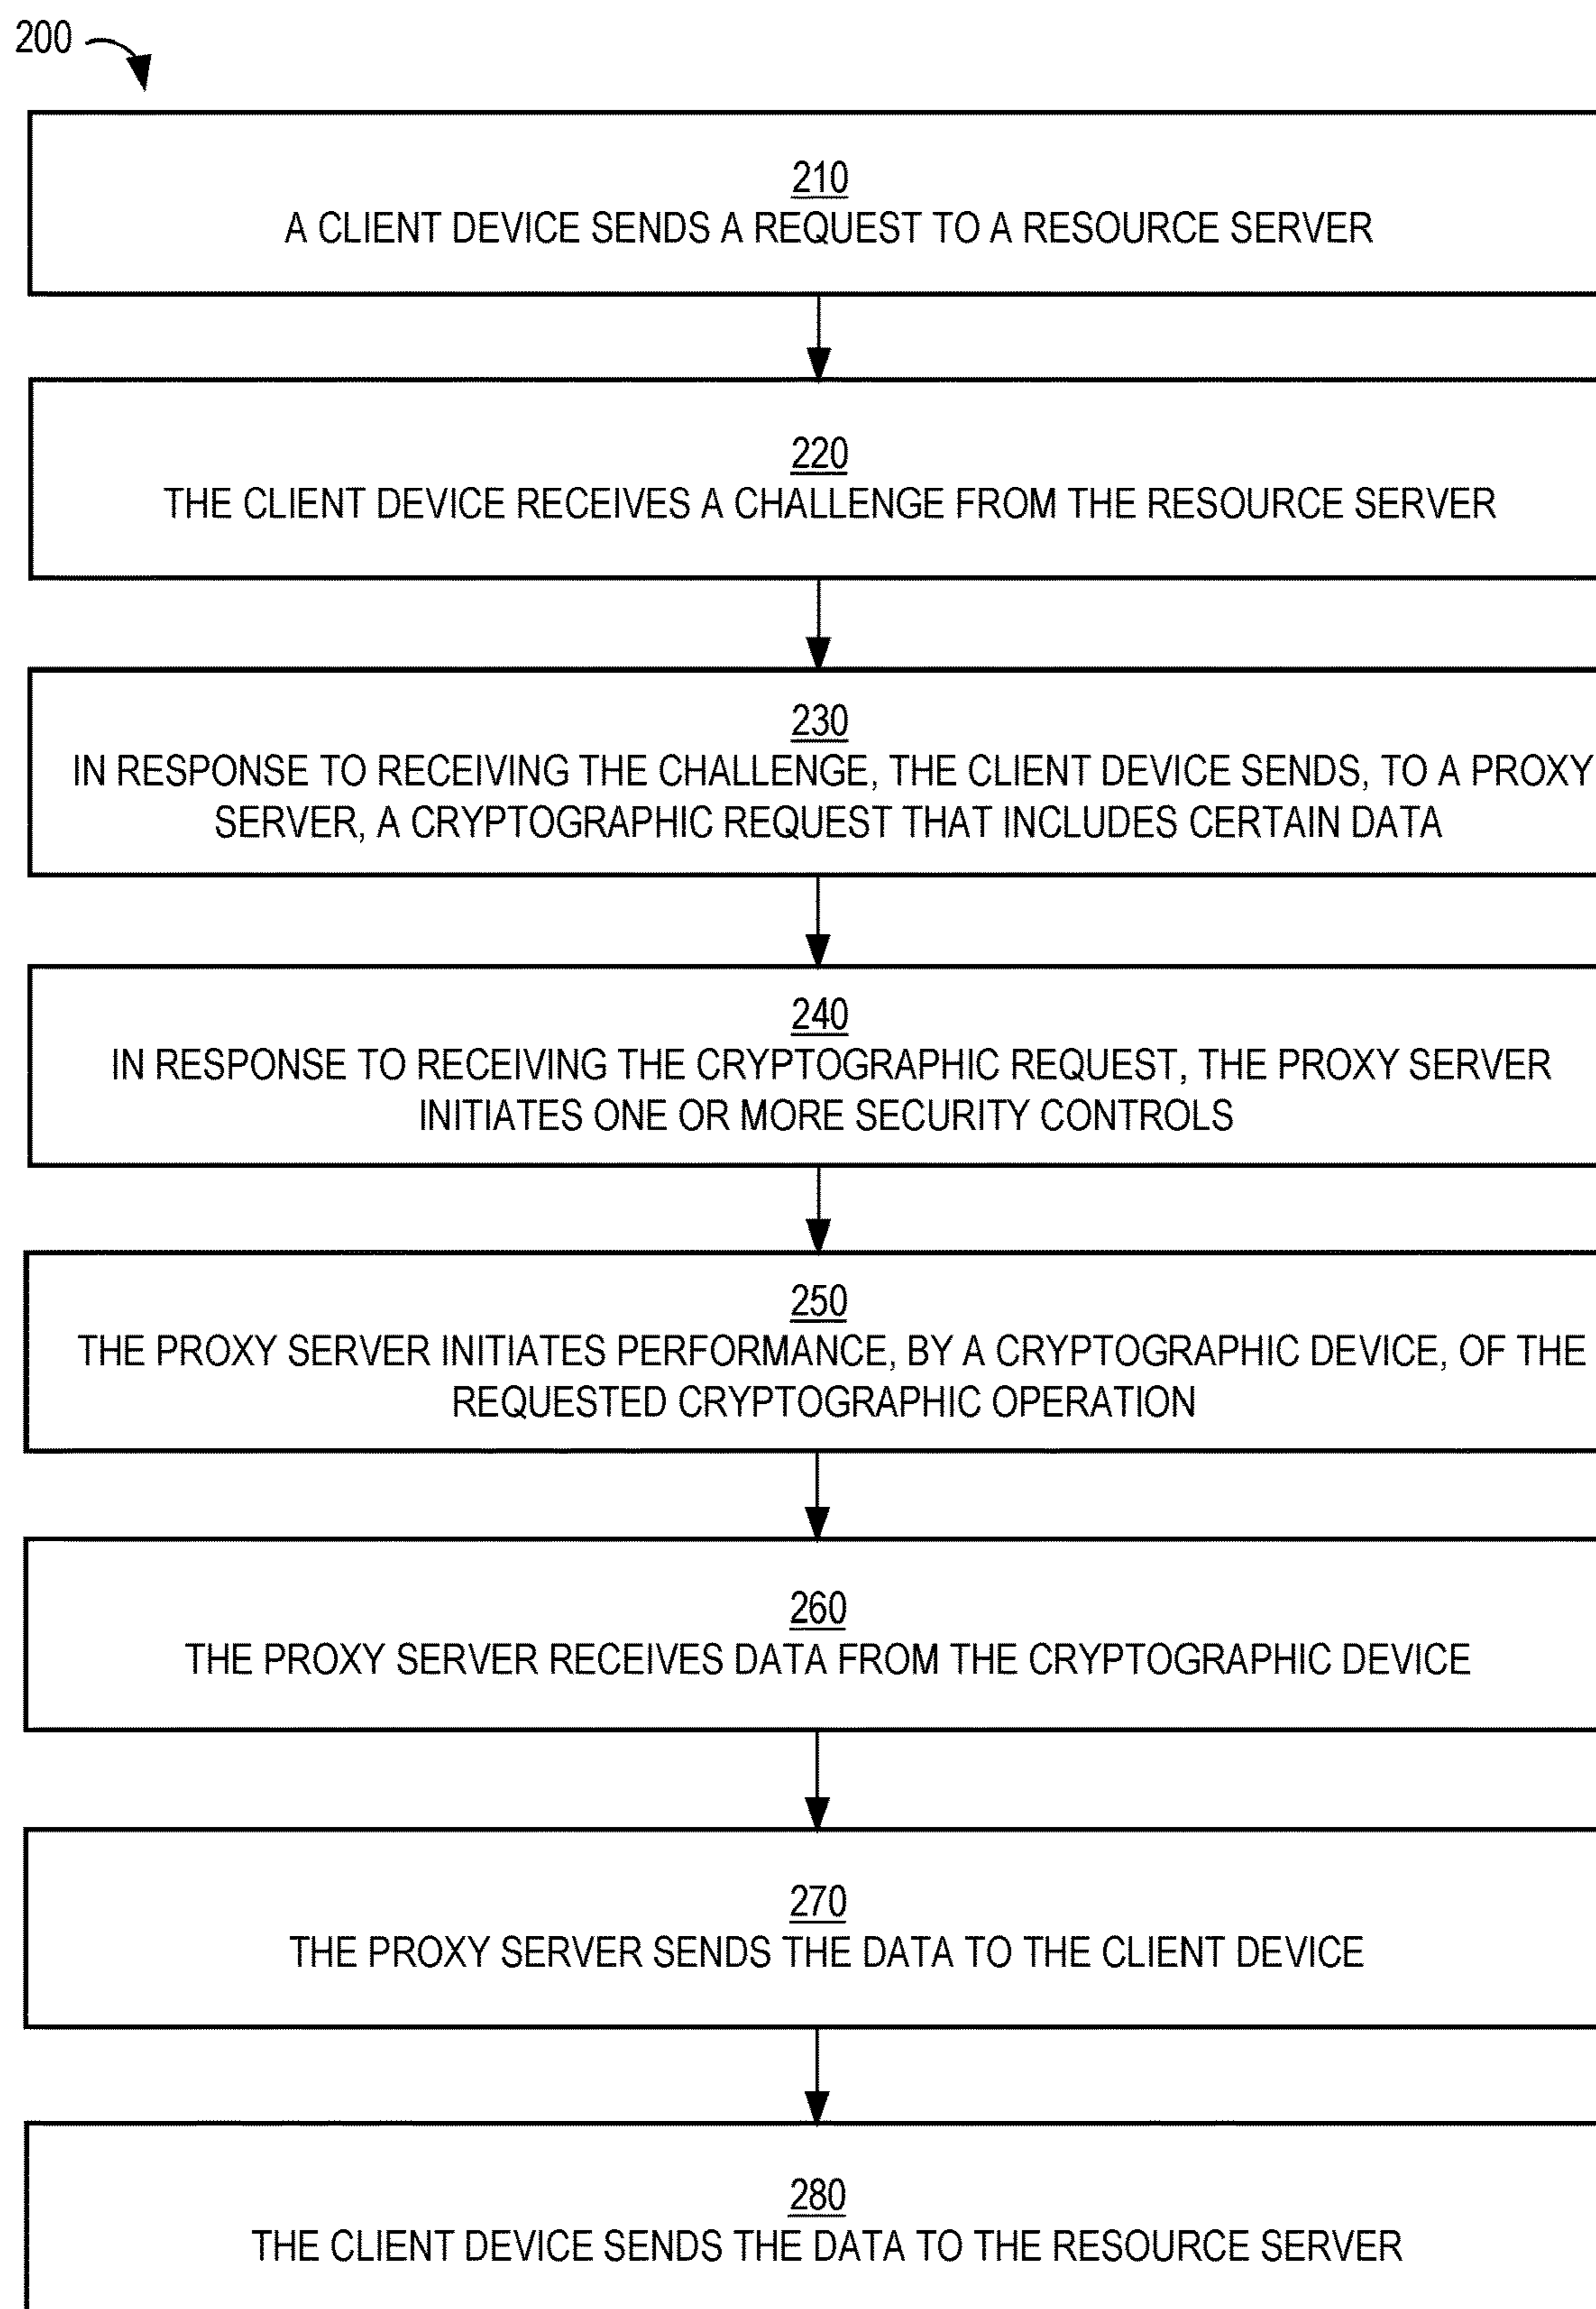 200
210
A CLIENT DEVICE SENDS A REQUEST TO A RESOURCE SERVER
220
THE CLIENT DEVICE RECEIVES A CHALLENGE FROM THE RESOURCE SERVER
230
IN RESPONSE TO RECEIVING THE CHALLENGE, THE CLIENT DEVICE SENDS, TO A PROXY
SERVER, A CRYPTOGRAPHIC REQUEST THAT INCLUDES CERTAIN DATA
240
IN RESPONSE TO RECEIVING THE CRYPTOGRAPHIC REQUEST, THE PROXY SERVER
INITIATES ONE OR MORE SECURITY CONTROLS
250
THE PROXY SERVER INITIATES PERFORMANCE, BY A CRYPTOGRAPHIC DEVICE, OF THE
REQUESTED CRYPTOGRAPHIC OPERATION
260
THE PROXY SERVER RECEIVES DATA FROM THE CRYPTOGRAPHIC DEVICE
270
THE PROXY SERVER SENDS THE DATA TO THE CLIENT DEVICE
280
THE CLIENT DEVICE SENDS THE DATA TO THE RESOURCE SERVER